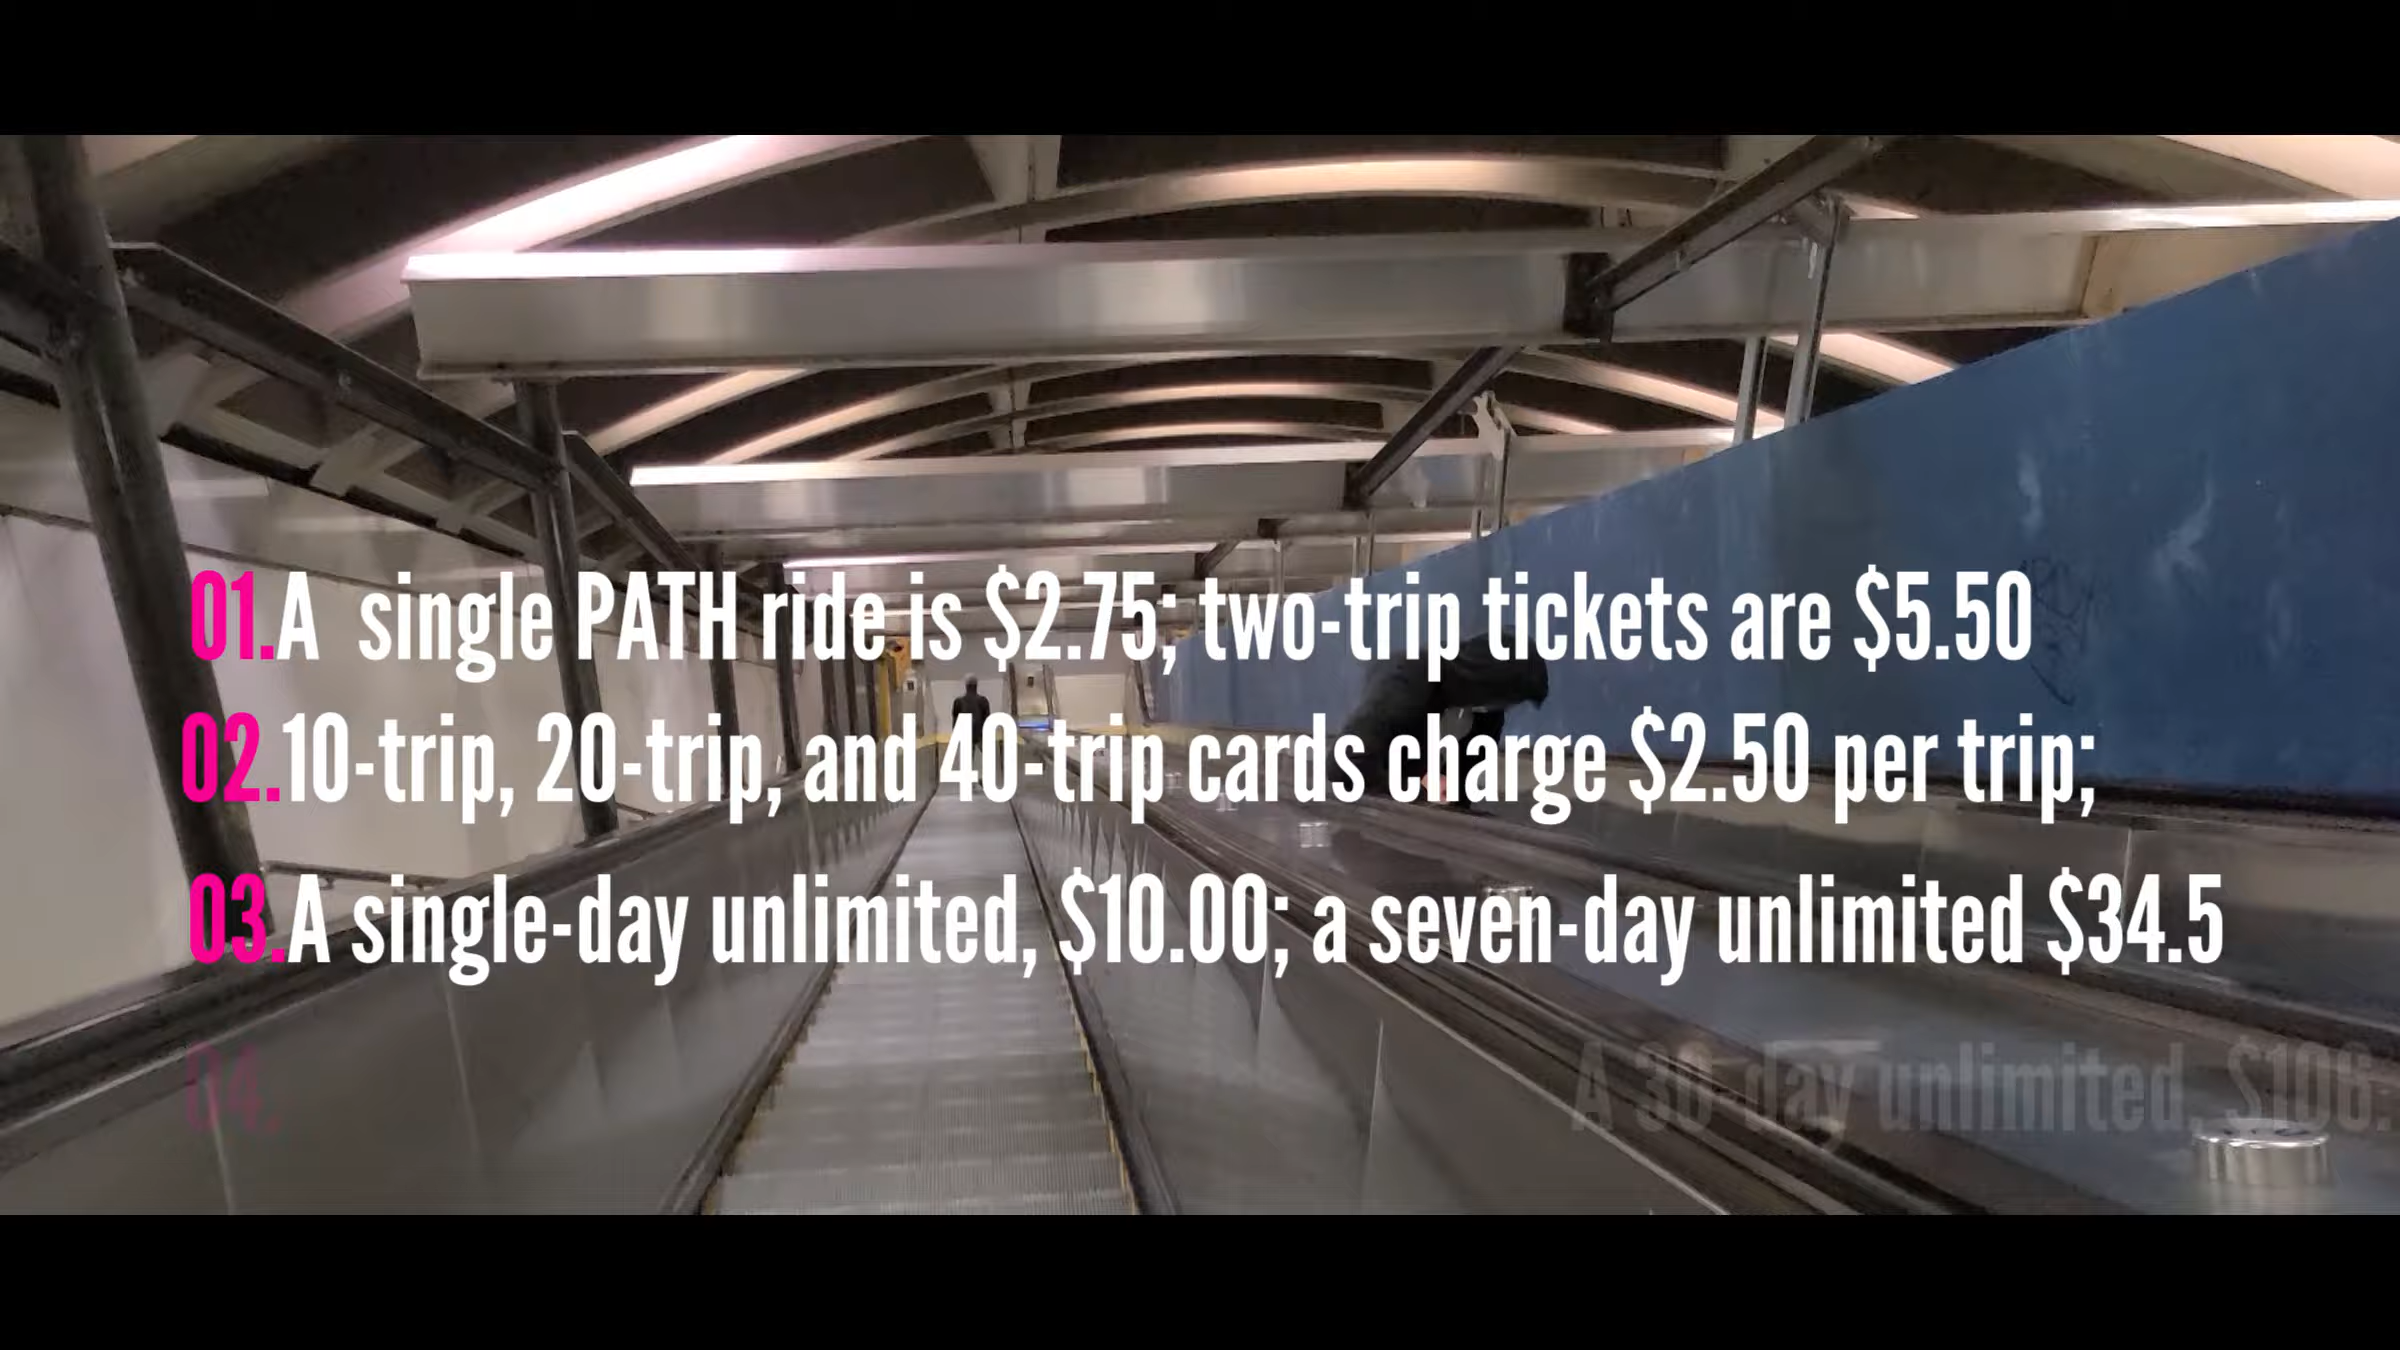 01.A single PATH ride is $2.75; two-trip tickets are $5.50
02.10-trip, 20-trip, and 40-trip cards charge $2.50 per trip;
03.A single-day unlimited, $10.00; a seven-day unlimited $34.5
04. A 30-day unlimited, $106.